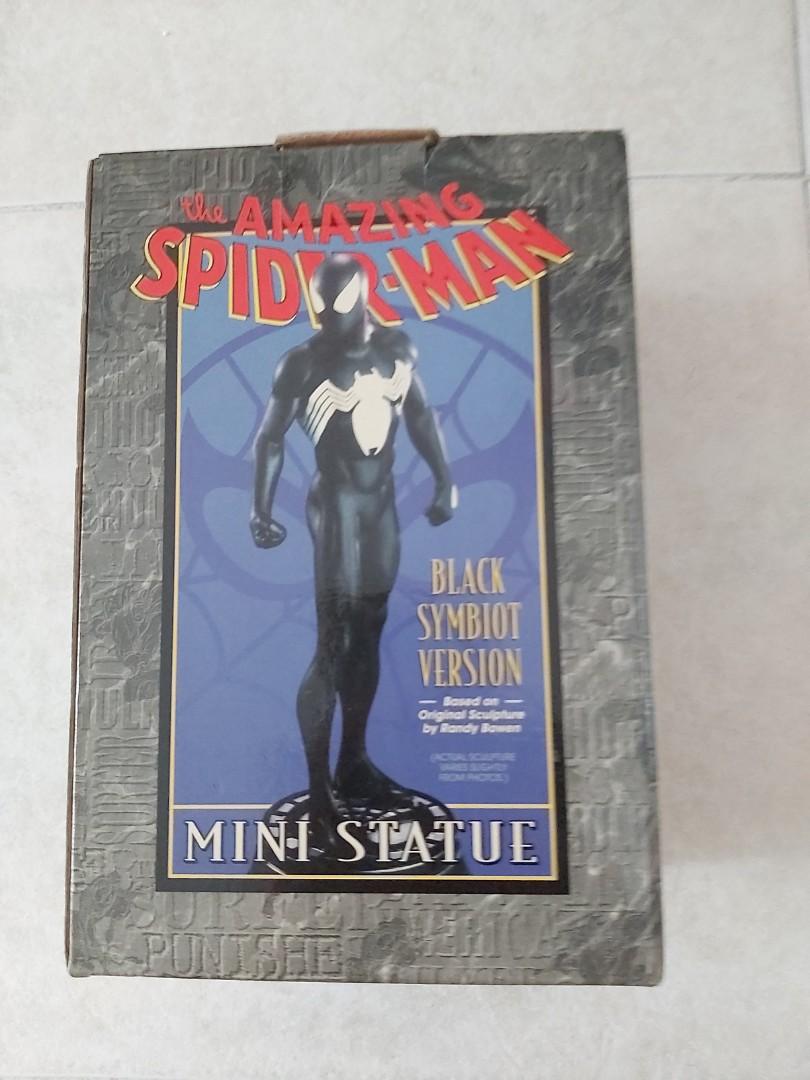 the AMAZING
SPIDER-MAN
BLACK
SYMBIOT
VERSION
— Based on —
Original Sculpture
by Randy Bowen
(ACTUAL SCULPTURE
VARIES SLIGHTLY
FROM PHOTOS.)
MINI STATUE
PUNISHE